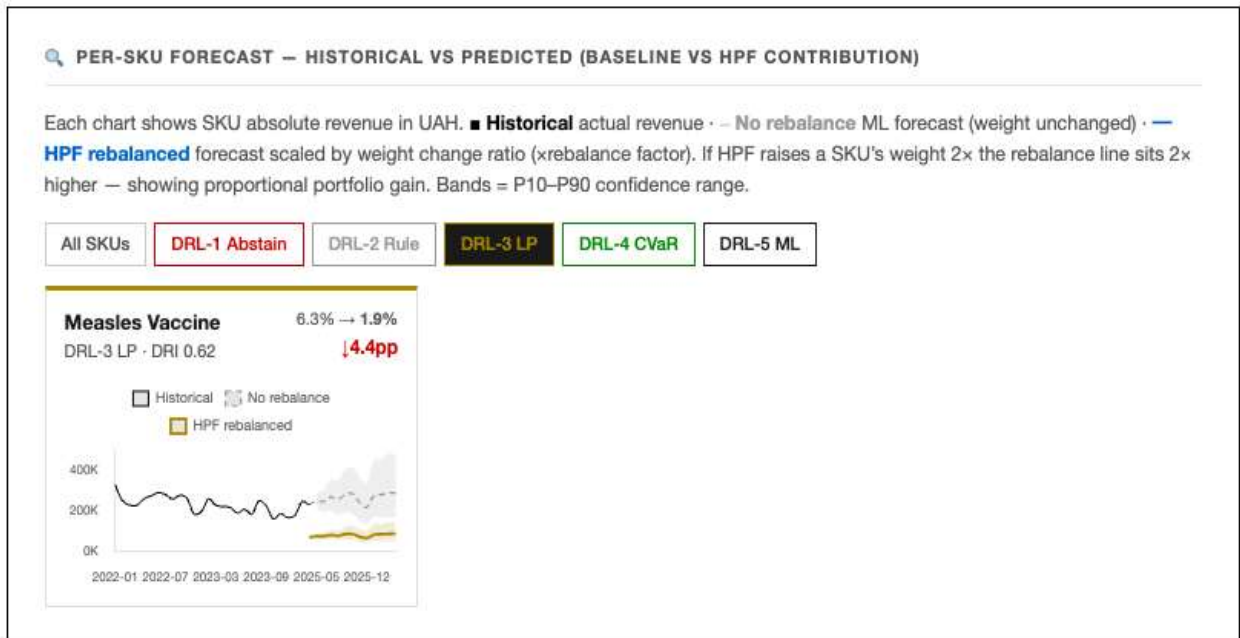 🔍 PER-SKU FORECAST — HISTORICAL VS PREDICTED (BASELINE VS HPF CONTRIBUTION)
Each chart shows SKU absolute revenue in UAH. ■ Historical actual revenue · – No rebalance ML forecast (weight unchanged) · —
HPF rebalanced forecast scaled by weight change ratio (×rebalance factor). If HPF raises a SKU's weight 2× the rebalance line sits 2×
higher — showing proportional portfolio gain. Bands = P10–P90 confidence range.
All SKUs DRL-1 Abstain DRL-2 Rule DRL-3 LP DRL-4 CVaR DRL-5 ML
Measles Vaccine 6.3% → 1.9%
DRL-3 LP · DRI 0.62 ↓4.4pp
Historical No rebalance
HPF rebalanced
400K
200K
0K
2022-01 2022-07 2023-03 2023-09 2025-05 2025-12